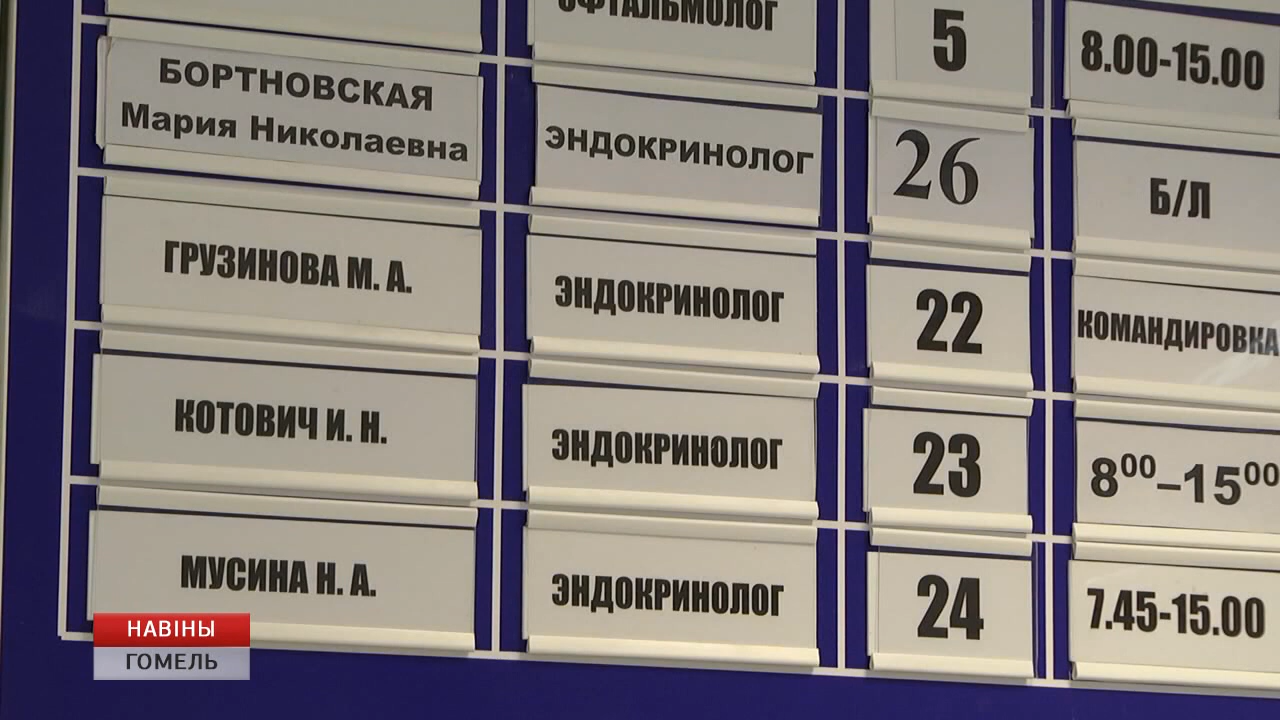 ОФТАЛЬМОЛОГ 5 8.00-15.00
БОРТНОВСКАЯ
Мария Николаевна ЭНДОКРИНОЛОГ 26 Б/Л
ГРУЗИНОВА М. А. ЭНДОКРИНОЛОГ 22 КОМАНДИРОВКА
КОТОВИЧ И. Н. ЭНДОКРИНОЛОГ 23 8⁰⁰–15⁰⁰
МУСИНА Н. А. ЭНДОКРИНОЛОГ 24 7.45-15.00
НАВІНЫ
ГОМЕЛЬ